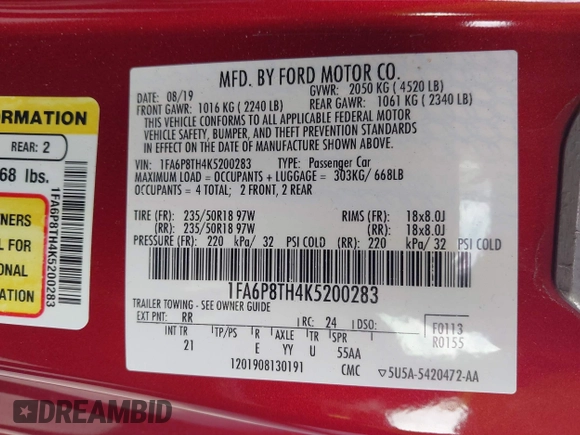 ORMATION
REAR: 2
68 lbs.
WNERS
L FOR
ONAL
ION
1FA6P8TH4K5200283
MFD. BY FORD MOTOR CO.
DATE: 08/19 GVWR: 2050 KG ( 4520 LB)
FRONT GAWR: 1016 KG ( 2240 LB) REAR GAWR: 1061 KG ( 2340 LB)
THIS VEHICLE CONFORMS TO ALL APPLICABLE FEDERAL MOTOR
VEHICLE SAFETY, BUMPER, AND THEFT PREVENTION STANDARDS
IN EFFECT ON THE DATE OF MANUFACTURE SHOWN ABOVE.
VIN: 1FA6P8TH4K5200283 TYPE: Passenger Car
MAXIMUM LOAD = OCCUPANTS + LUGGAGE = 303KG/ 668LB
OCCUPANTS = 4 TOTAL; 2 FRONT, 2 REAR
TIRE (FR): 235/50R18 97W RIMS (FR): 18x8.0J
(RR): 235/50R18 97W (RR): 18x8.0J
PRESSURE (FR): 220 kPa/ 32 PSI COLD (RR): 220 kPa/ 32 PSI COLD
1FA6P8TH4K5200283
TRAILER TOWING - SEE OWNER GUIDE
EXT PNT: RR RC: 24 DSO: F0113
R0155
INT TR TP/PS R AXLE TR SPR
21 E YY U 55AA
1201908130191 CMC ▽5U5A-5420472-AA
DREAMBID